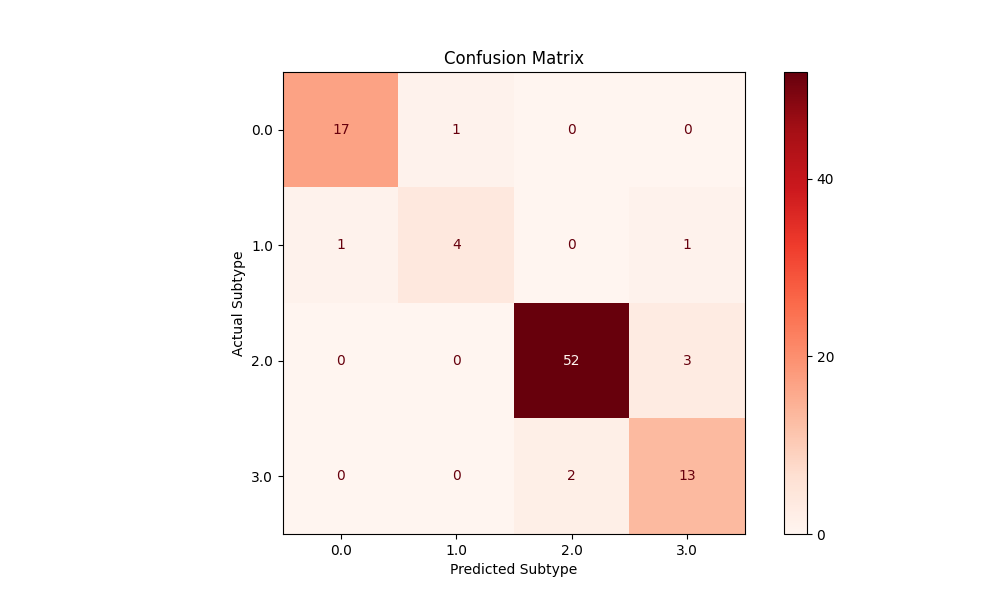 Confusion Matrix
Actual Subtype
0.0
17 1 0 0
1.0
1 4 0 1
2.0
0 0 52 3
3.0
0 0 2 13
0.0 1.0 2.0 3.0
Predicted Subtype
40
20
0